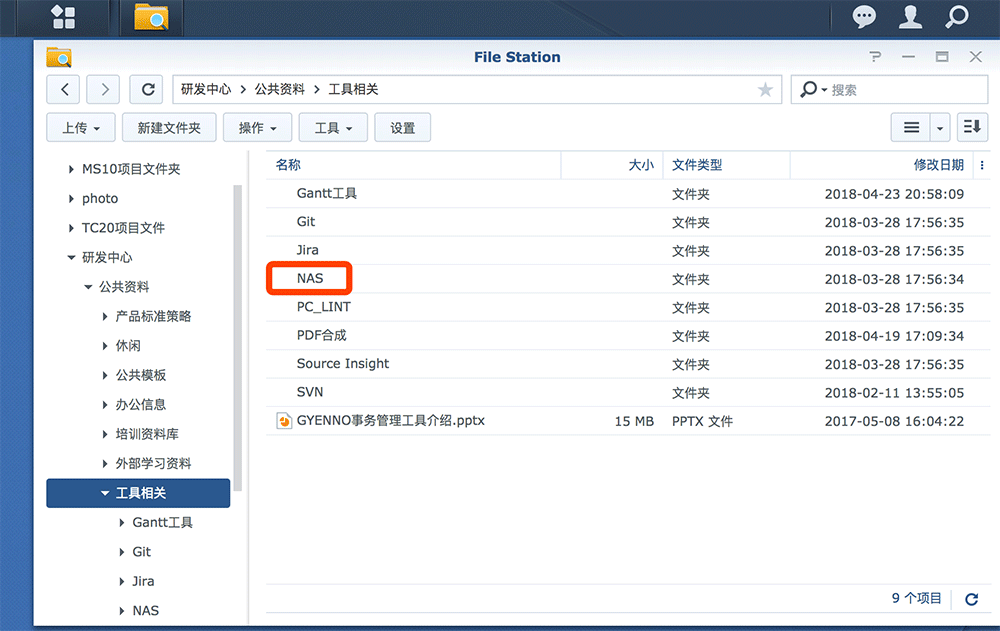 File Station
研发中心 > 公共资料 > 工具相关
搜索
上传 新建文件夹 操作 工具 设置
MS10项目文件夹
photo
TC20项目文件
研发中心
公共资料
产品标准策略
休闲
公共模板
办公信息
培训资料库
外部学习资料
工具相关
Gantt工具
Git
Jira
NAS
名称 大小 文件类型 修改日期
Gantt工具 文件夹 2018-04-23 20:58:09
Git 文件夹 2018-03-28 17:56:35
Jira 文件夹 2018-03-28 17:56:35
NAS 文件夹 2018-03-28 17:56:34
PC_LINT 文件夹 2018-03-28 17:56:35
PDF合成 文件夹 2018-04-19 17:09:34
Source Insight 文件夹 2018-03-28 17:56:35
SVN 文件夹 2018-02-11 13:55:05
GYENNO事务管理工具介绍.pptx 15 MB PPTX 文件 2017-05-08 16:04:22
9 个项目